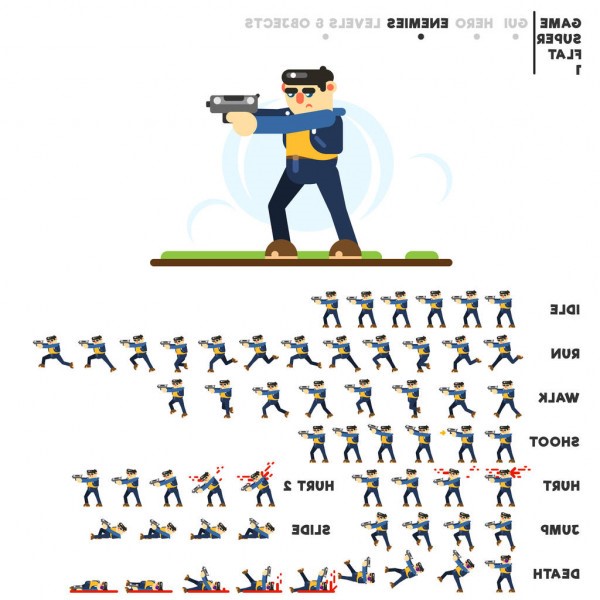 GAME
SUPER
FLAT
1
GUI HERO ENEMIES LEVELS & OBJECTS
IDLE
RUN
WALK
SHOOT
HURT
HURT 2
JUMP
SLIDE
DEATH